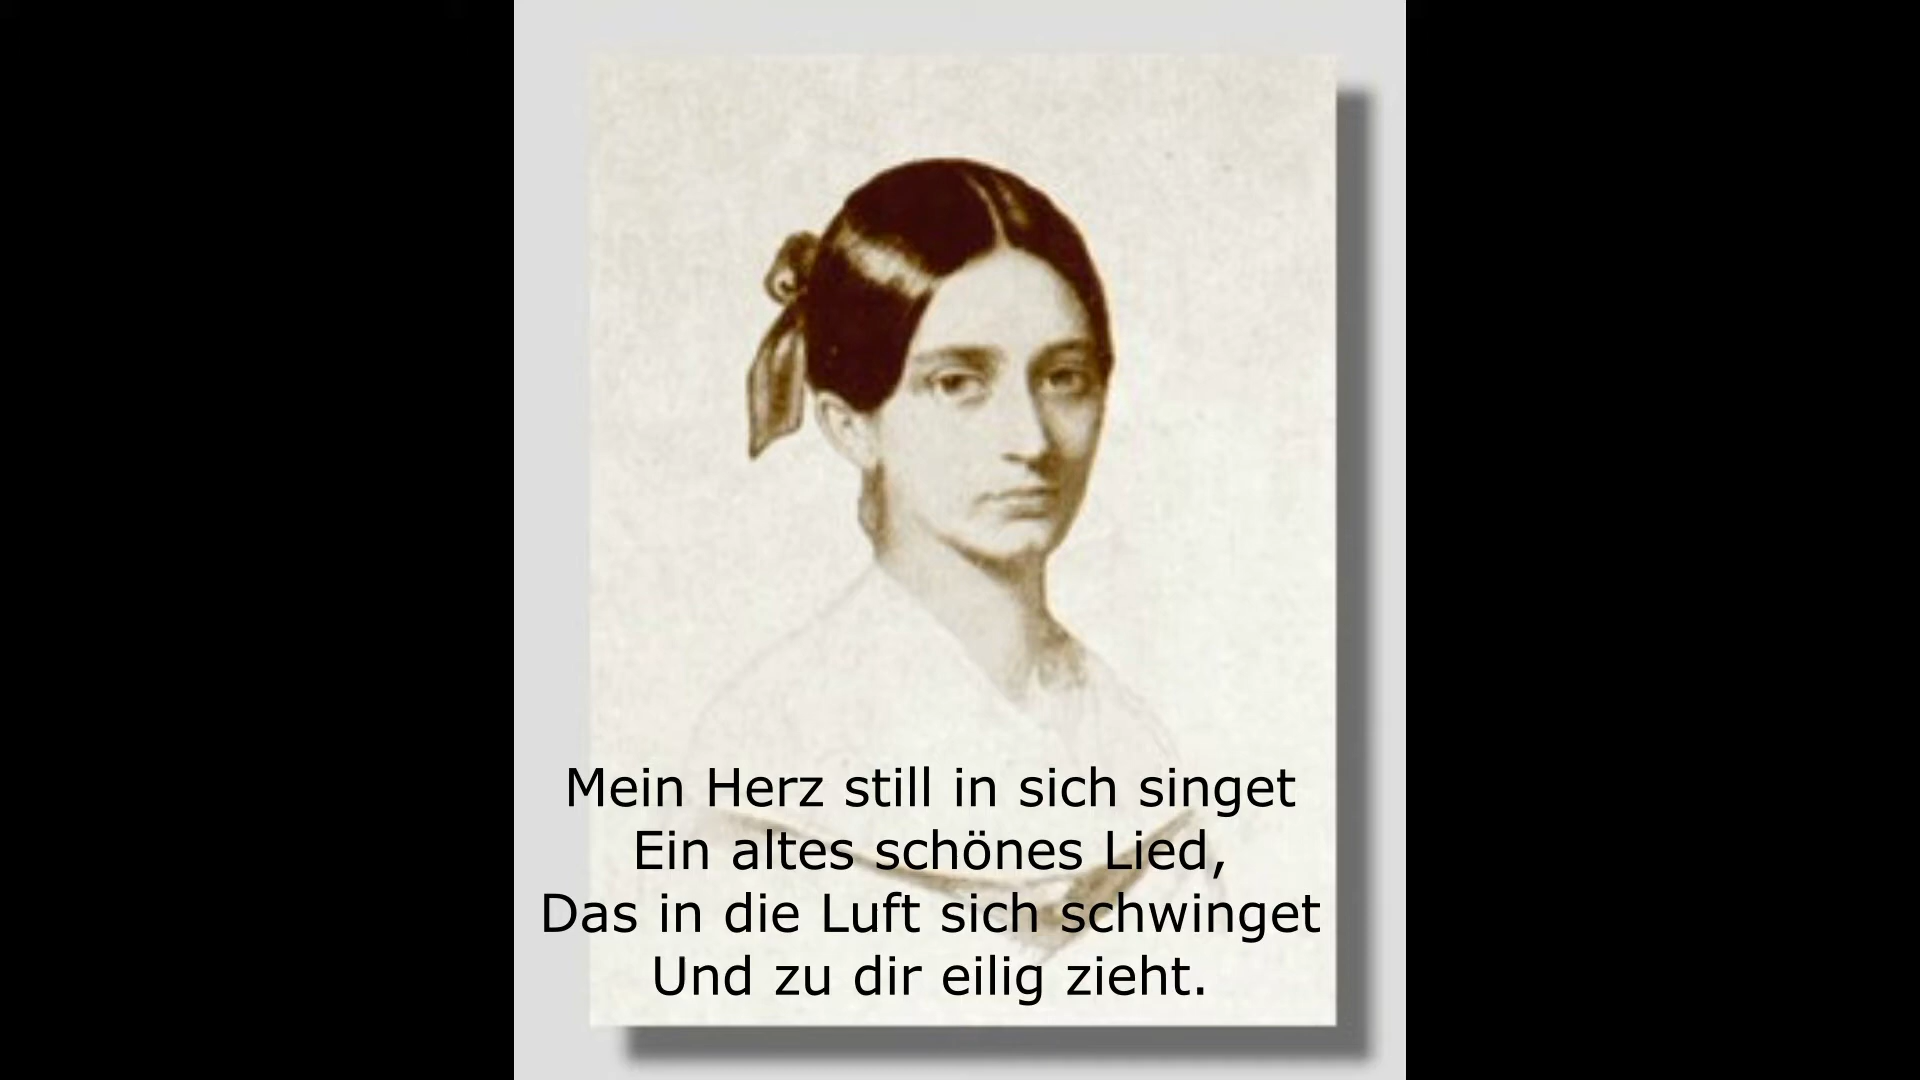 Mein Herz still in sich singet
Ein altes schönes Lied,
Das in die Luft sich schwinget
Und zu dir eilig zieht.